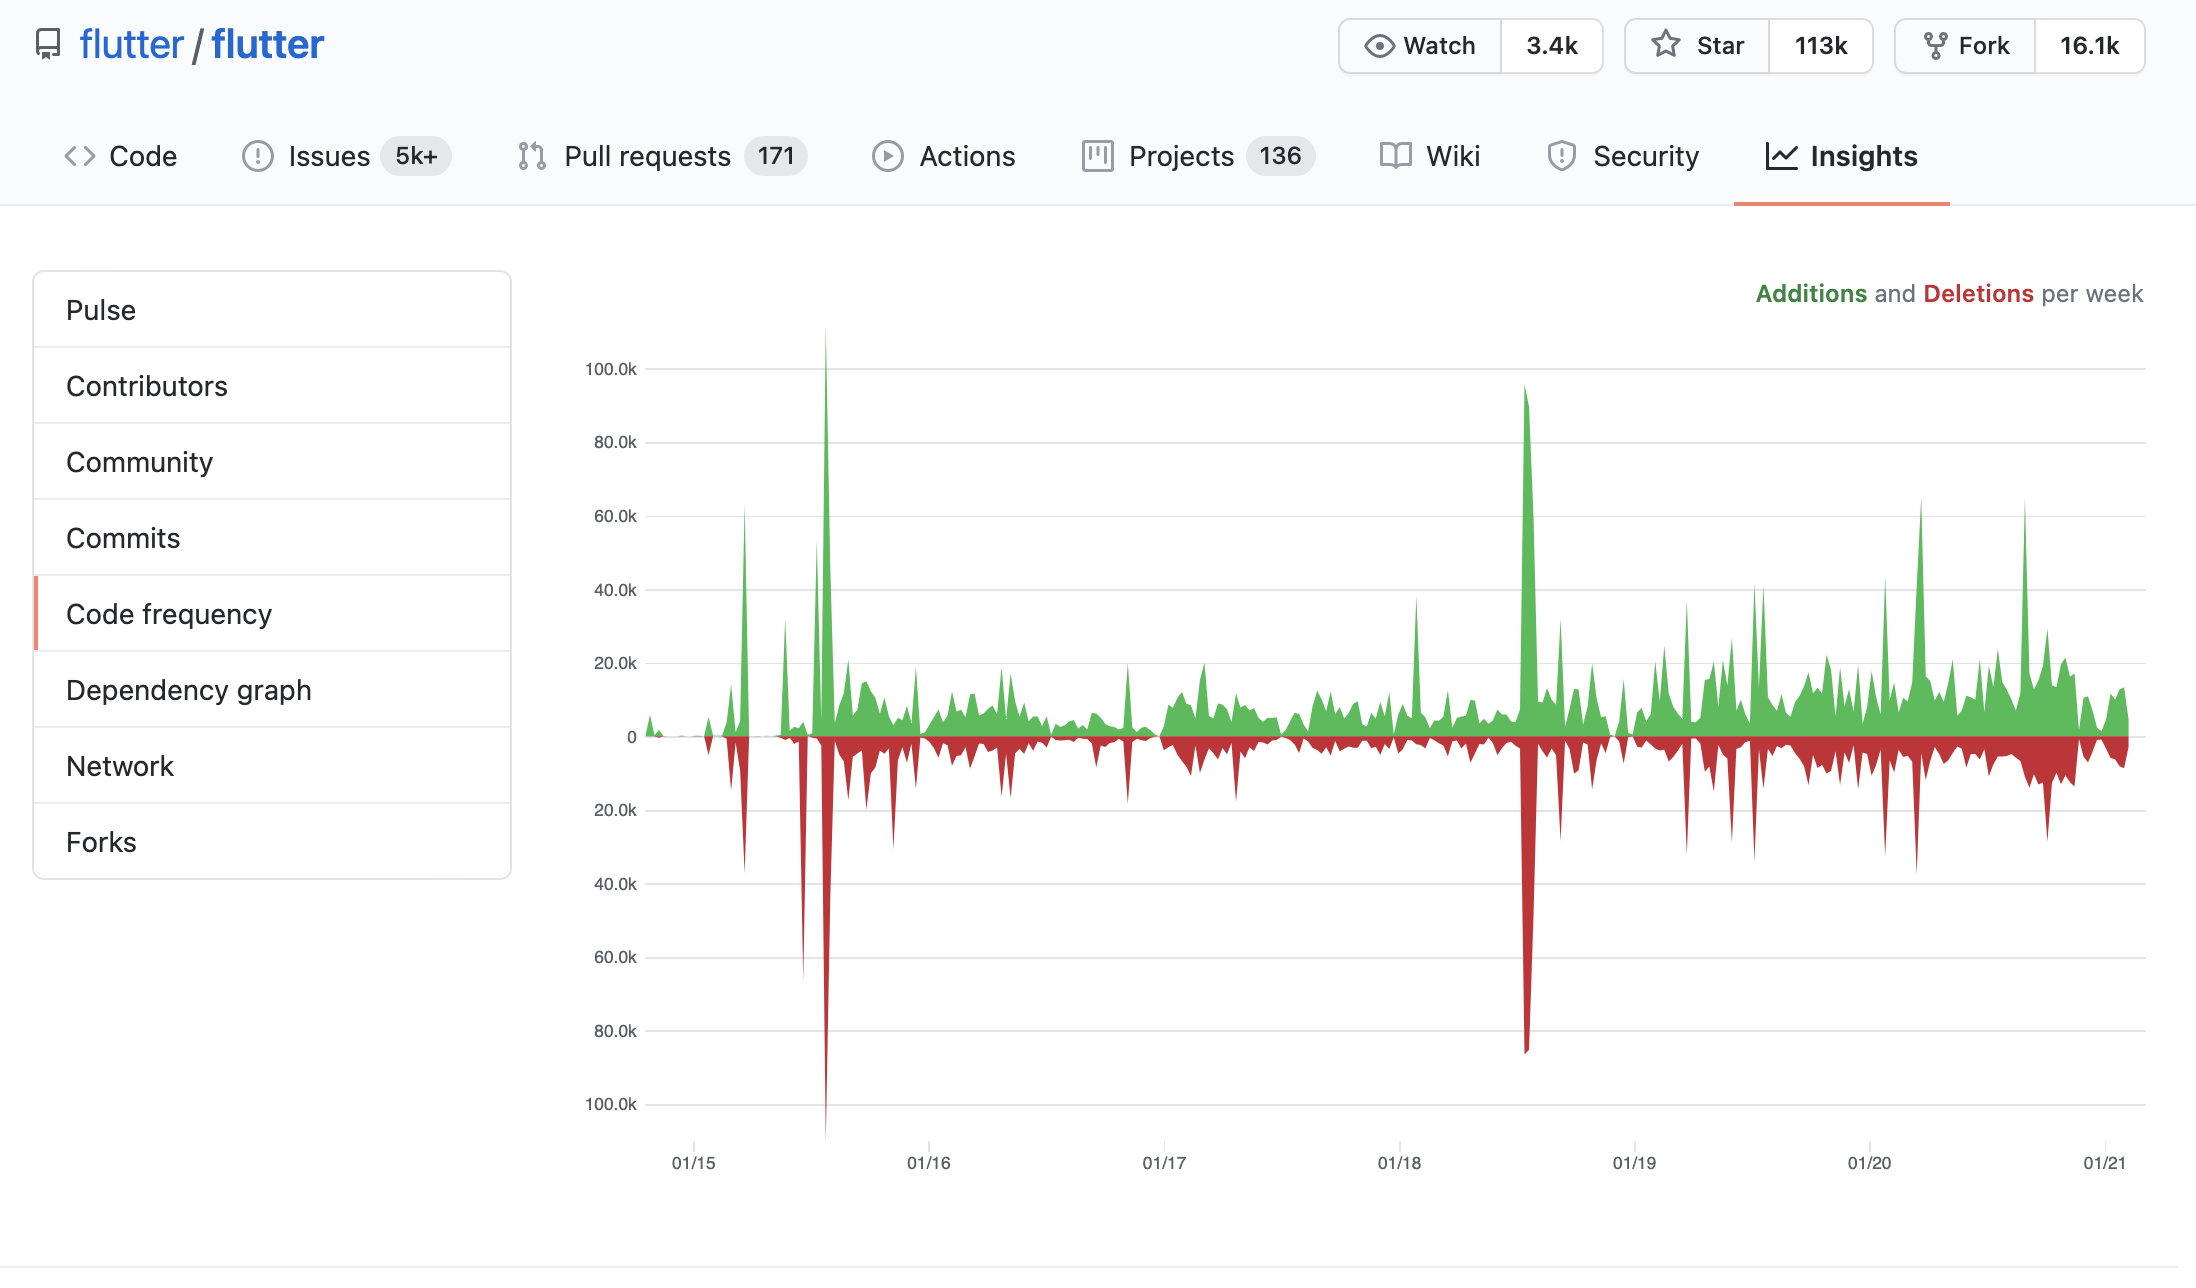 flutter / flutter
Watch 3.4k Star 113k Fork 16.1k
Code Issues 5k+ Pull requests 171 Actions Projects 136 Wiki Security Insights
Pulse
Contributors
Community
Commits
Code frequency
Dependency graph
Network
Forks
Additions and Deletions per week
100.0k
80.0k
60.0k
40.0k
20.0k
0
20.0k
40.0k
60.0k
80.0k
100.0k
01/15 01/16 01/17 01/18 01/19 01/20 01/21